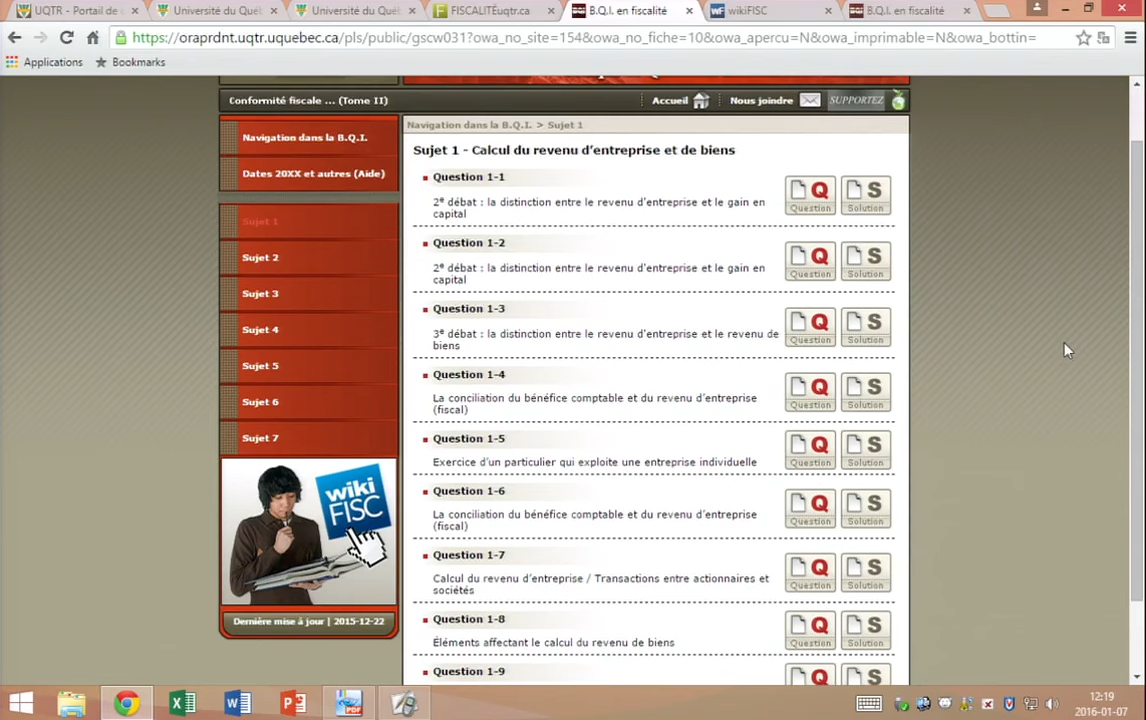 UQTR - Portail de
Université du Qué
Université du Qué
FISCALITÉuqtr.ca
B.Q.I. en fiscalité
wikiFISC
B.Q.I. en fiscalité
https://oraprdnt.uqtr.uquebec.ca/pls/public/gscw031?owa_no_site=154&owa_no_fiche=10&owa_apercu=N&owa_imprimable=N&owa_bottin=
Applications
Bookmarks
Conformité fiscale ... (Tome II)
Accueil
Nous joindre
SUPPORTEZ
Navigation dans la B.Q.I.
Dates 20XX et autres (Aide)
Sujet 1
Sujet 2
Sujet 3
Sujet 4
Sujet 5
Sujet 6
Sujet 7
wiki
FISC
Dernière mise à jour | 2015-12-22
Navigation dans la B.Q.I. > Sujet 1
Sujet 1 - Calcul du revenu d'entreprise et de biens
Question 1-1
2e débat : la distinction entre le revenu d'entreprise et le gain en
capital
Q
Question
S
Solution
Question 1-2
2e débat : la distinction entre le revenu d'entreprise et le gain en
capital
Q
Question
S
Solution
Question 1-3
3e débat : la distinction entre le revenu d'entreprise et le revenu de
biens
Q
Question
S
Solution
Question 1-4
La conciliation du bénéfice comptable et du revenu d'entreprise
(fiscal)
Q
Question
S
Solution
Question 1-5
Exercice d'un particulier qui exploite une entreprise individuelle
Q
Question
S
Solution
Question 1-6
La conciliation du bénéfice comptable et du revenu d'entreprise
(fiscal)
Q
Question
S
Solution
Question 1-7
Calcul du revenu d'entreprise / Transactions entre actionnaires et
sociétés
Q
Question
S
Solution
Question 1-8
Éléments affectant le calcul du revenu de biens
Q
Question
S
Solution
Question 1-9
Q
S
12:19
2016-01-07